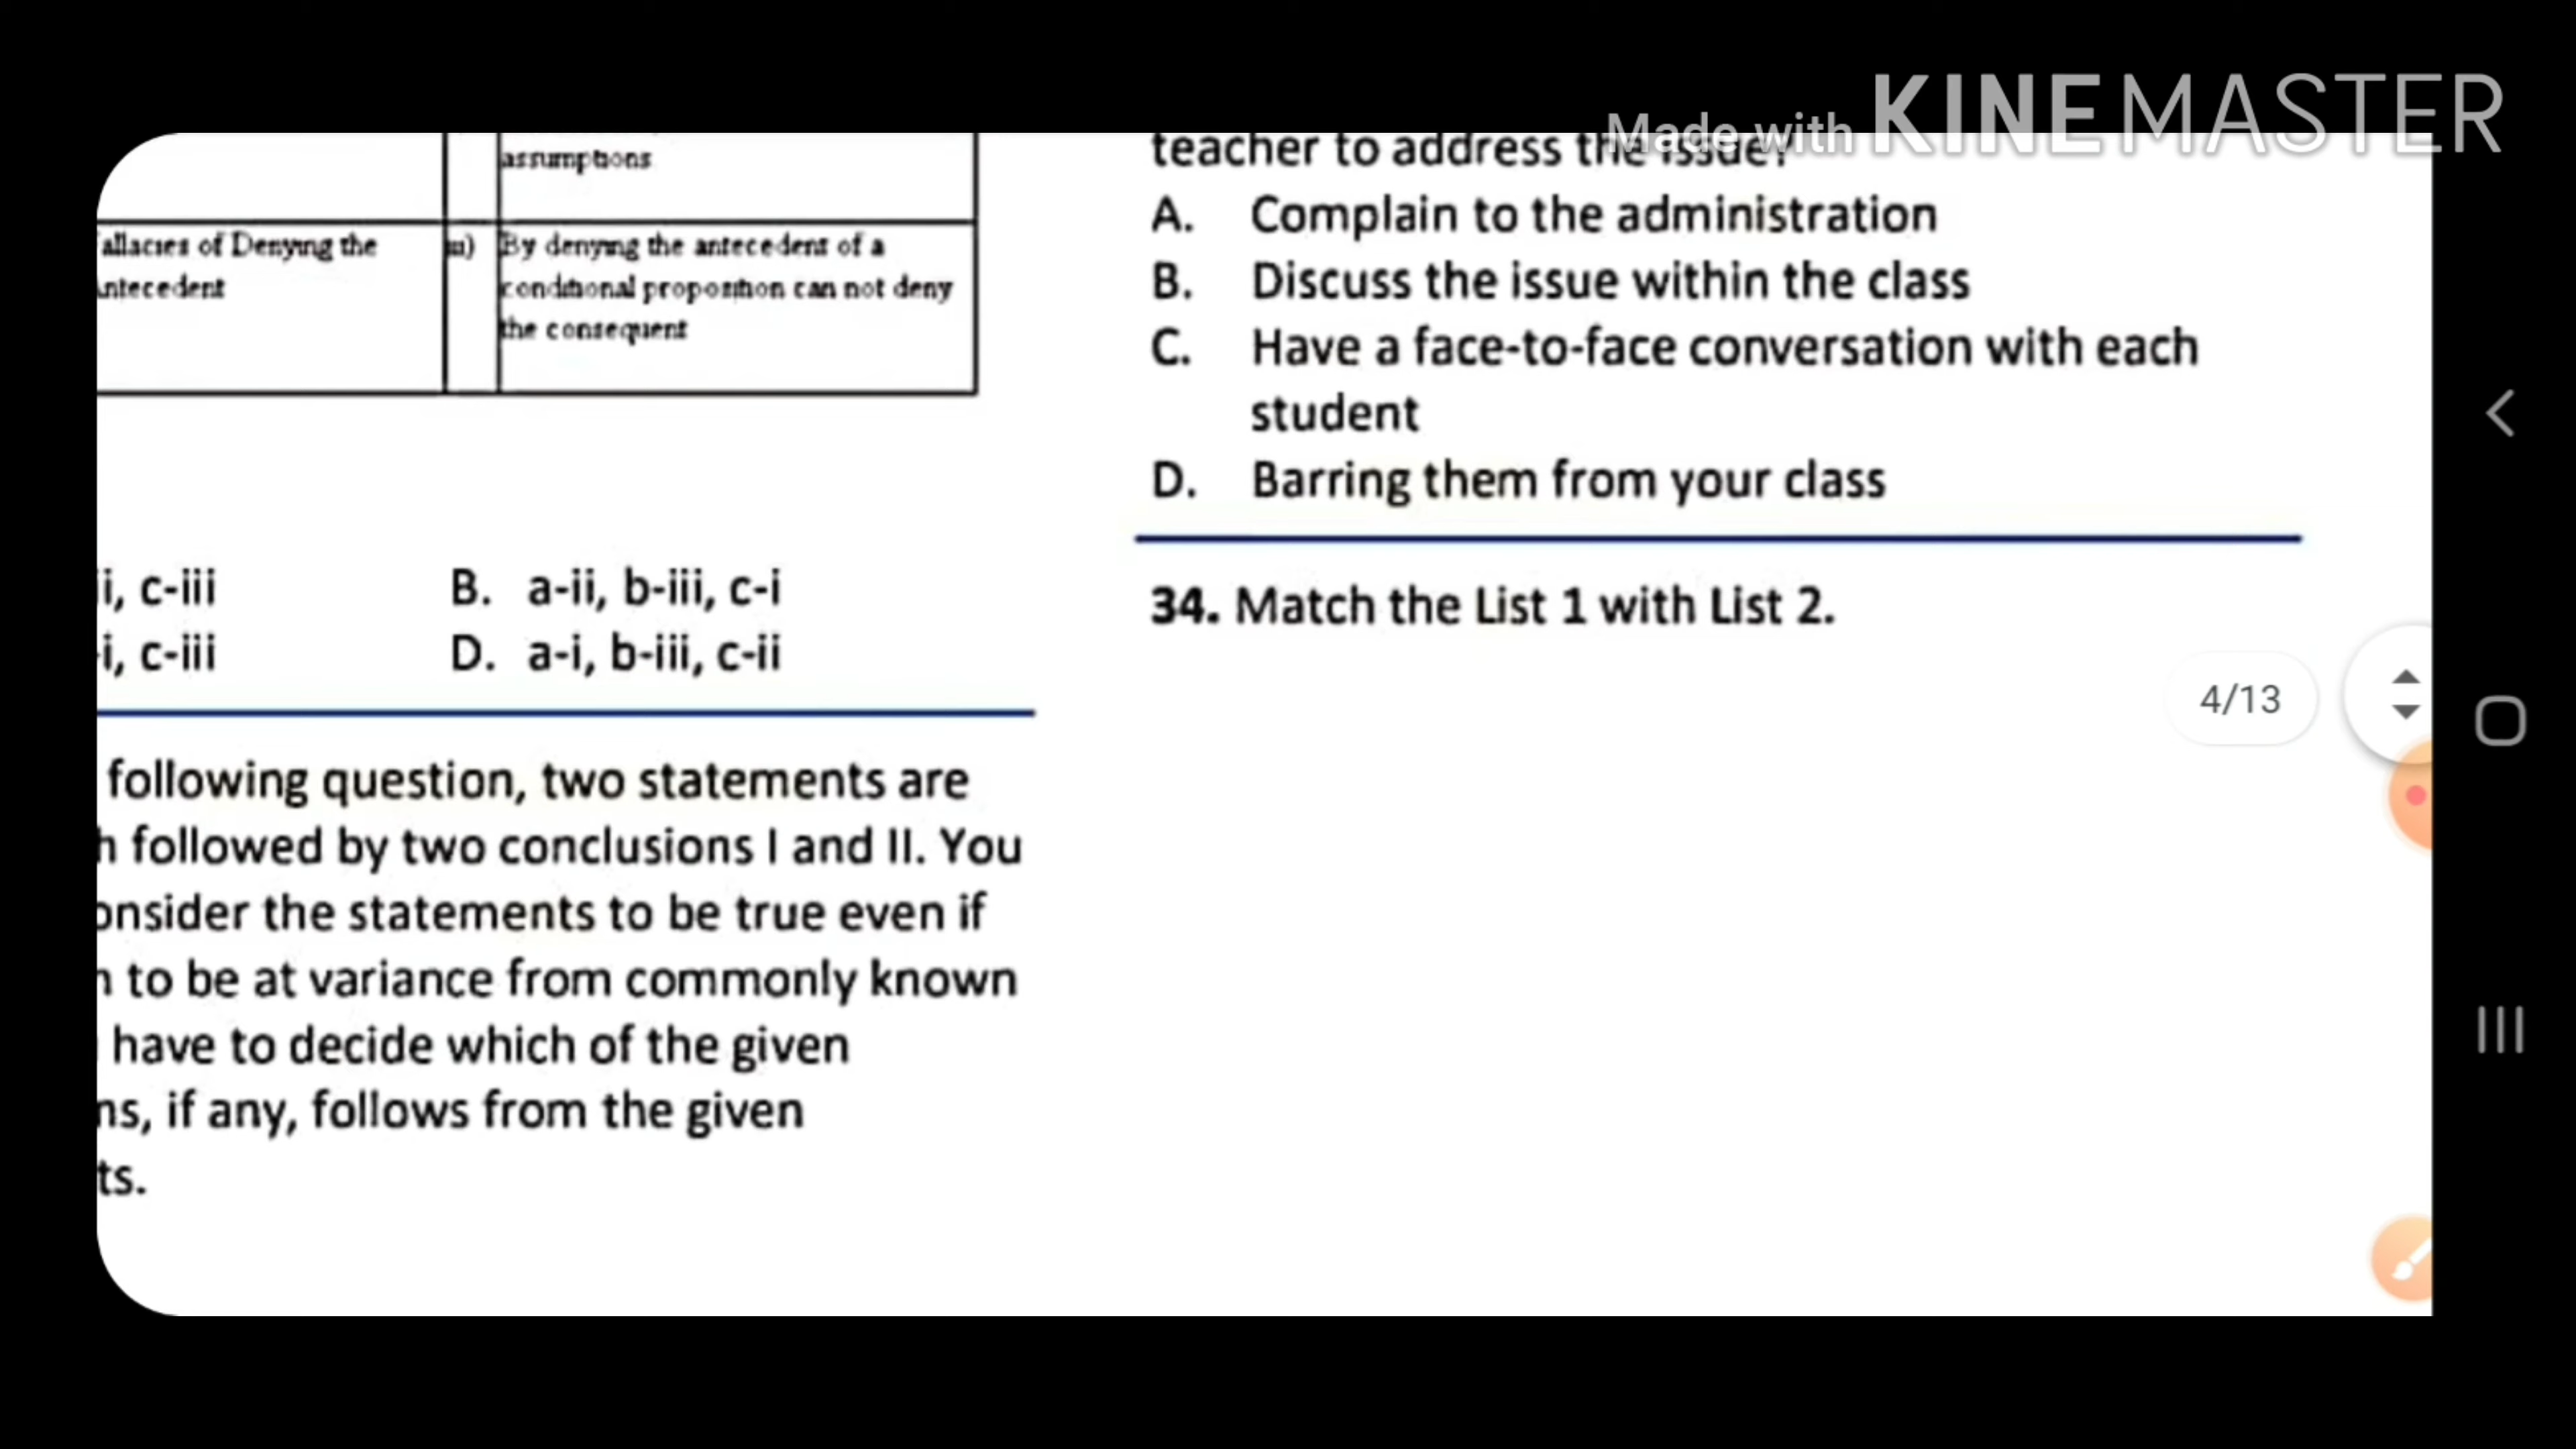 Made with KINEMASTER
assumptions
allacies of Denying the
ntecedent
iii) By denying the antecedent of a
conditional proposition can not deny
the consequent
i, c-iii B. a-ii, b-iii, c-i
i, c-iii D. a-i, b-iii, c-ii
following question, two statements are
h followed by two conclusions I and II. You
onsider the statements to be true even if
n to be at variance from commonly known
have to decide which of the given
ns, if any, follows from the given
ts.
teacher to address the issue?
A. Complain to the administration
B. Discuss the issue within the class
C. Have a face-to-face conversation with each
student
D. Barring them from your class
34. Match the List 1 with List 2.
4/13